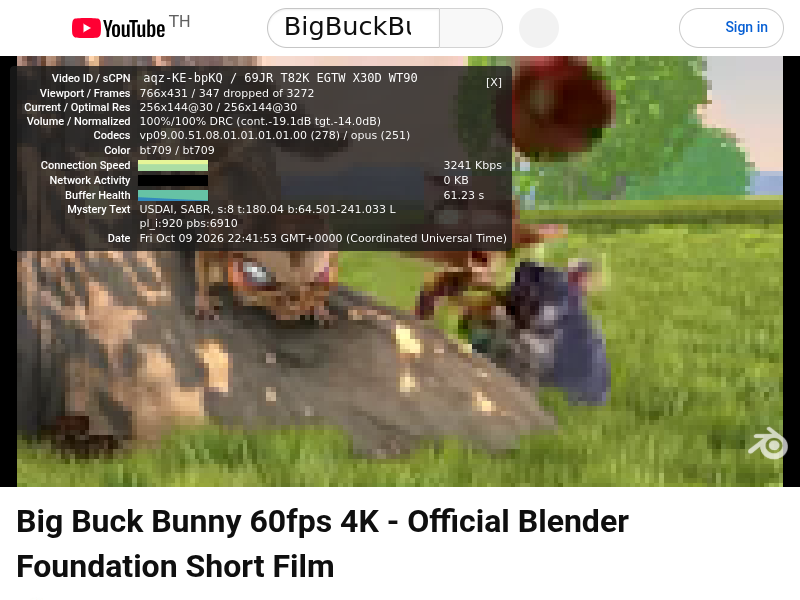 YouTube TH
BigBuckBu
Sign in
Video ID / sCPN aqz-KE-bpKQ / 69JR T82K EGTW X30D WT90
[X]
Viewport / Frames 766x431 / 347 dropped of 3272
Current / Optimal Res 256x144@30 / 256x144@30
Volume / Normalized 100%/100% DRC (cont.-19.1dB tgt.-14.0dB)
Codecs vp09.00.51.08.01.01.01.01.00 (278) / opus (251)
Color bt709 / bt709
Connection Speed 3241 Kbps
Network Activity 0 KB
Buffer Health 61.23 s
Mystery Text USDAI, SABR, s:8 t:180.04 b:64.501-241.033 L
pl_i:920 pbs:6910
Date Fri Oct 09 2026 22:41:53 GMT+0000 (Coordinated Universal Time)
Big Buck Bunny 60fps 4K - Official Blender
Foundation Short Film